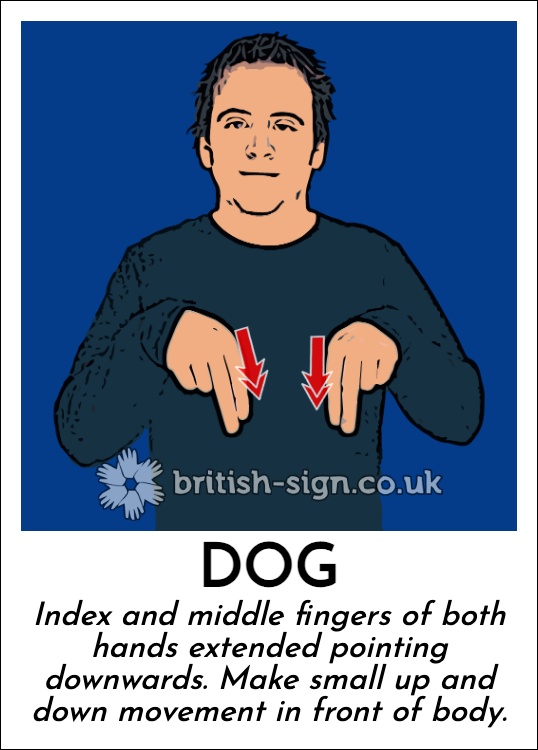 british-sign.co.uk
DOG
Index and middle fingers of both
hands extended pointing
downwards. Make small up and
down movement in front of body.